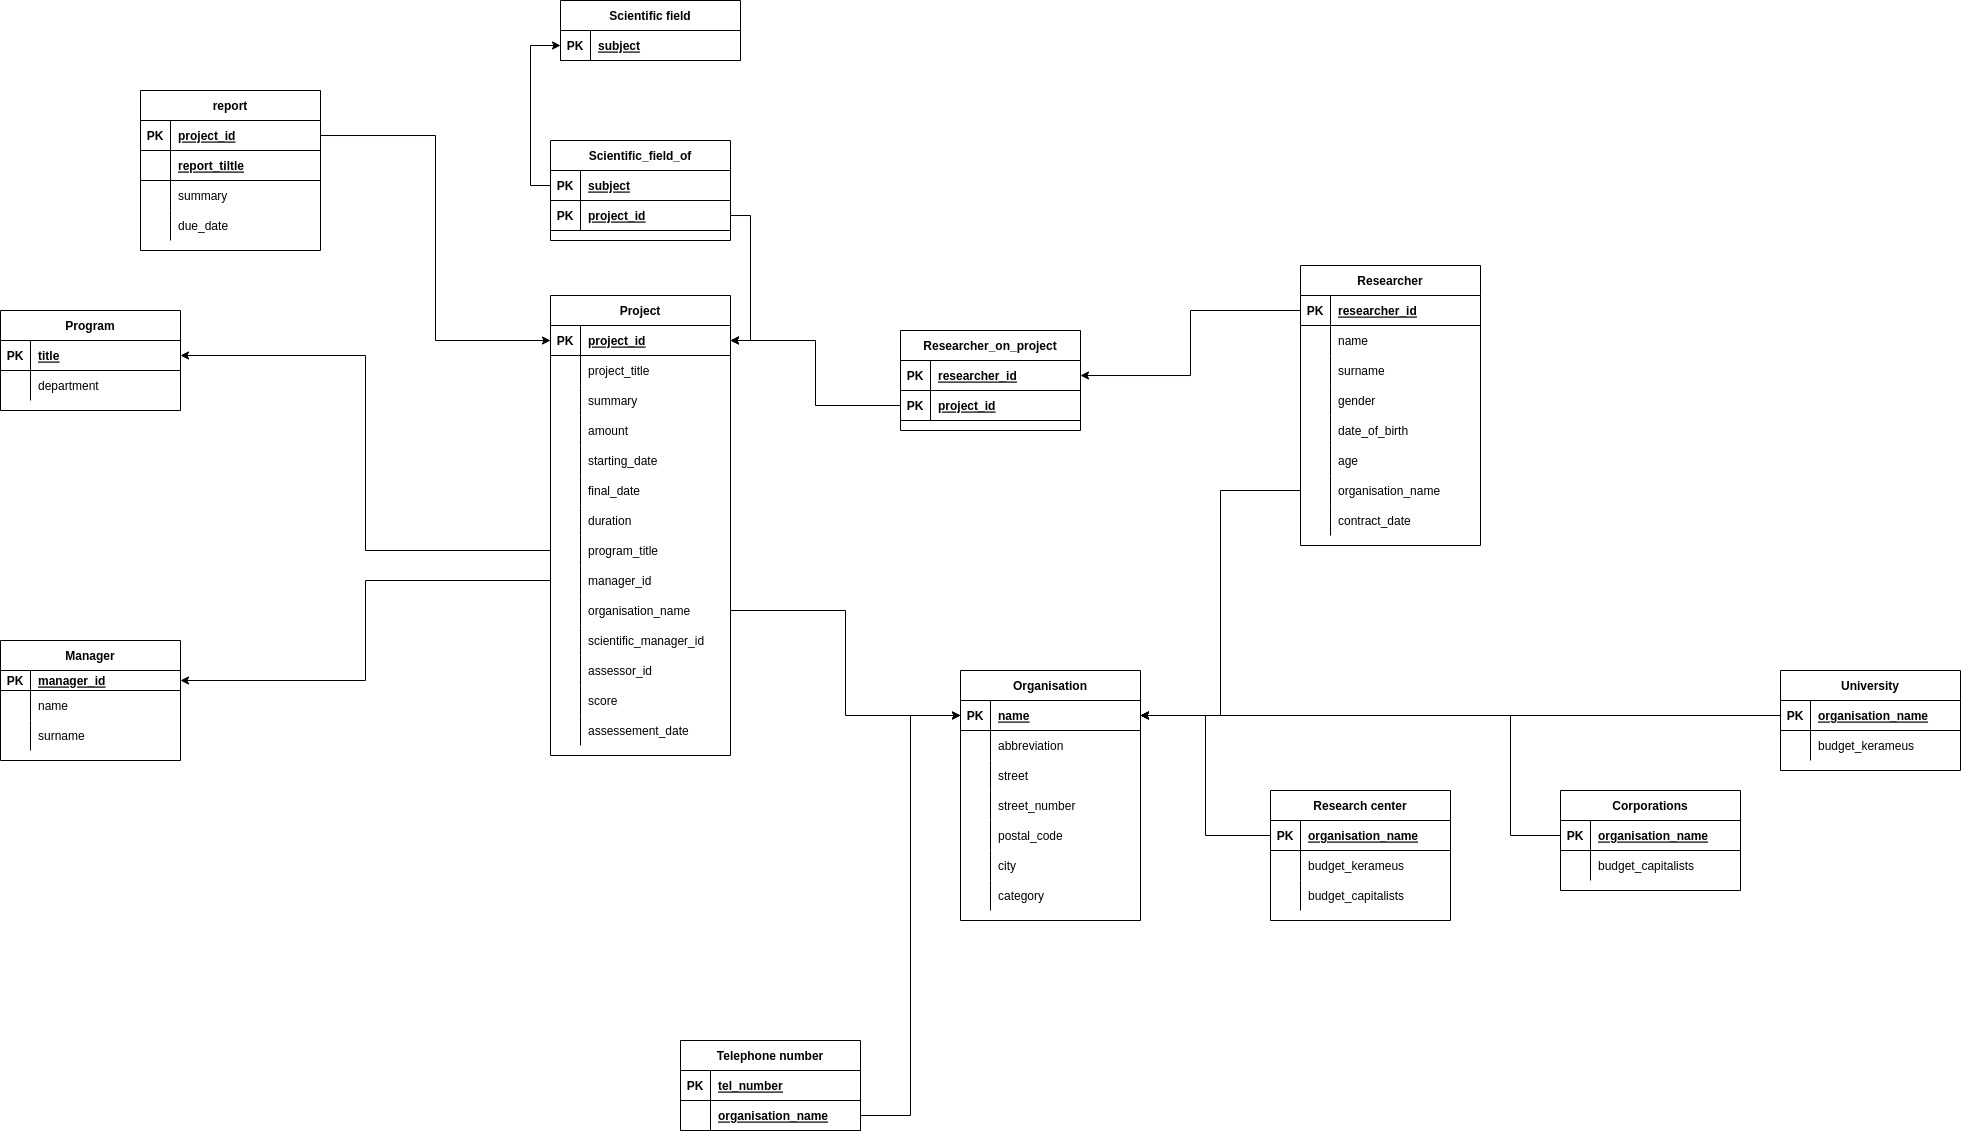 Scientific field
PK subject
report
PK project_id
report_tiltle
summary
due_date
Scientific_field_of
PK subject
PK project_id
Program
PK title
department
Project
PK project_id
project_title
summary
amount
starting_date
final_date
duration
program_title
manager_id
organisation_name
scientific_manager_id
assessor_id
score
assessement_date
Researcher_on_project
PK researcher_id
PK project_id
Researcher
PK researcher_id
name
surname
gender
date_of_birth
age
organisation_name
contract_date
Manager
PK manager_id
name
surname
Organisation
PK name
abbreviation
street
street_number
postal_code
city
category
Research center
PK organisation_name
budget_kerameus
budget_capitalists
Corporations
PK organisation_name
budget_capitalists
University
PK organisation_name
budget_kerameus
Telephone number
PK tel_number
organisation_name